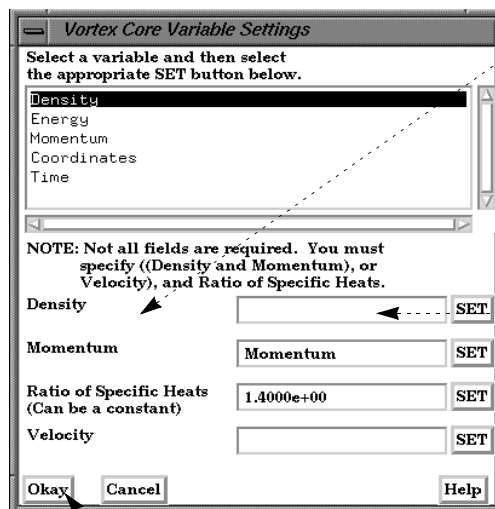 Vortex Core Variable Settings
Select a variable and then select
the appropriate SET button below.
Density
Energy
Momentum
Coordinates
Time
NOTE: Not all fields are required. You must
specify ((Density and Momentum), or
Velocity), and Ratio of Specific Heats.
Density SET
Momentum Momentum SET
Ratio of Specific Heats
(Can be a constant) 1.4000e+00 SET
Velocity SET
Okay Cancel Help